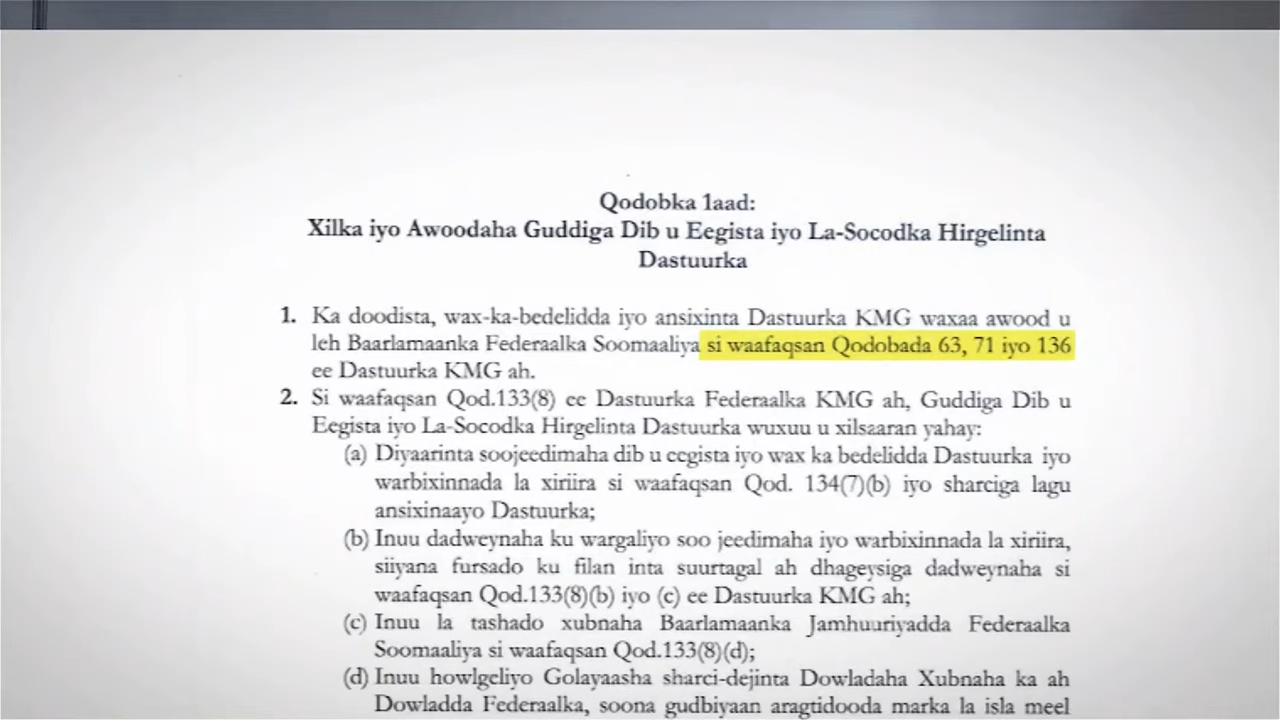 Qodobka 1aad:
Xilka iyo Awoodaha Guddiga Dib u Eegista iyo La-Socodka Hirgelinta
Dastuurka
1. Ka doodista, wax-ka-bedelidda iyo ansixinta Dastuurka KMG waxaa awood u
leh Baarlamaanka Federaalka Soomaaliya si waafaqsan Qodobada 63, 71 iyo 136
ee Dastuurka KMG ah.
2. Si waafaqsan Qod.133(8) ee Dastuurka Federaalka KMG ah, Guddiga Dib u
Eegista iyo La-Socodka Hirgelinta Dastuurka wuxuu u xilsaaran yahay:
(a) Diyaarinta soojeedimaha dib u eegista iyo wax ka bedelidda Dastuurka iyo
warbixinnada la xiriira si waafaqsan Qod. 134(7)(b) iyo sharciga lagu
ansixinaayo Dastuurka;
(b) Inuu dadweynaha ku wargaliyo soo jeedimaha iyo warbixinnada la xiriira,
siiyana fursado ku filan inta suurtagal ah dhageysiga dadweynaha si
waafaqsan Qod.133(8)(b) iyo (c) ee Dastuurka KMG ah;
(c) Inuu la tashado xubnaha Baarlamaanka Jamhuuriyadda Federaalka
Soomaaliya si waafaqsan Qod.133(8)(d);
(d) Inuu howlgeliyo Golayaasha sharci-dejinta Dowladaha Xubnaha ka ah
Dowladda Federaalka, soona gudbiyaan aragtidooda marka la isla meel